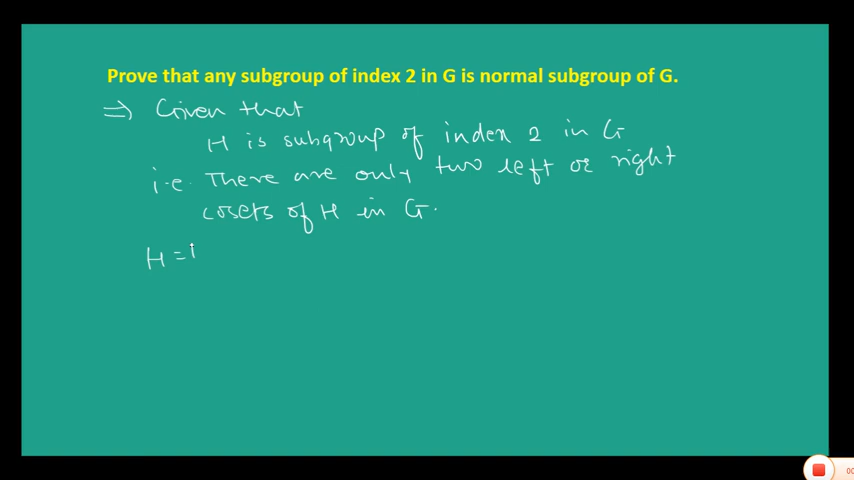 Prove that any subgroup of index 2 in G is normal subgroup of G.
⇒ Given that
H is subgroup of index 2 in G
i.e. There are only two left or right
cosets of H in G.
H =
00